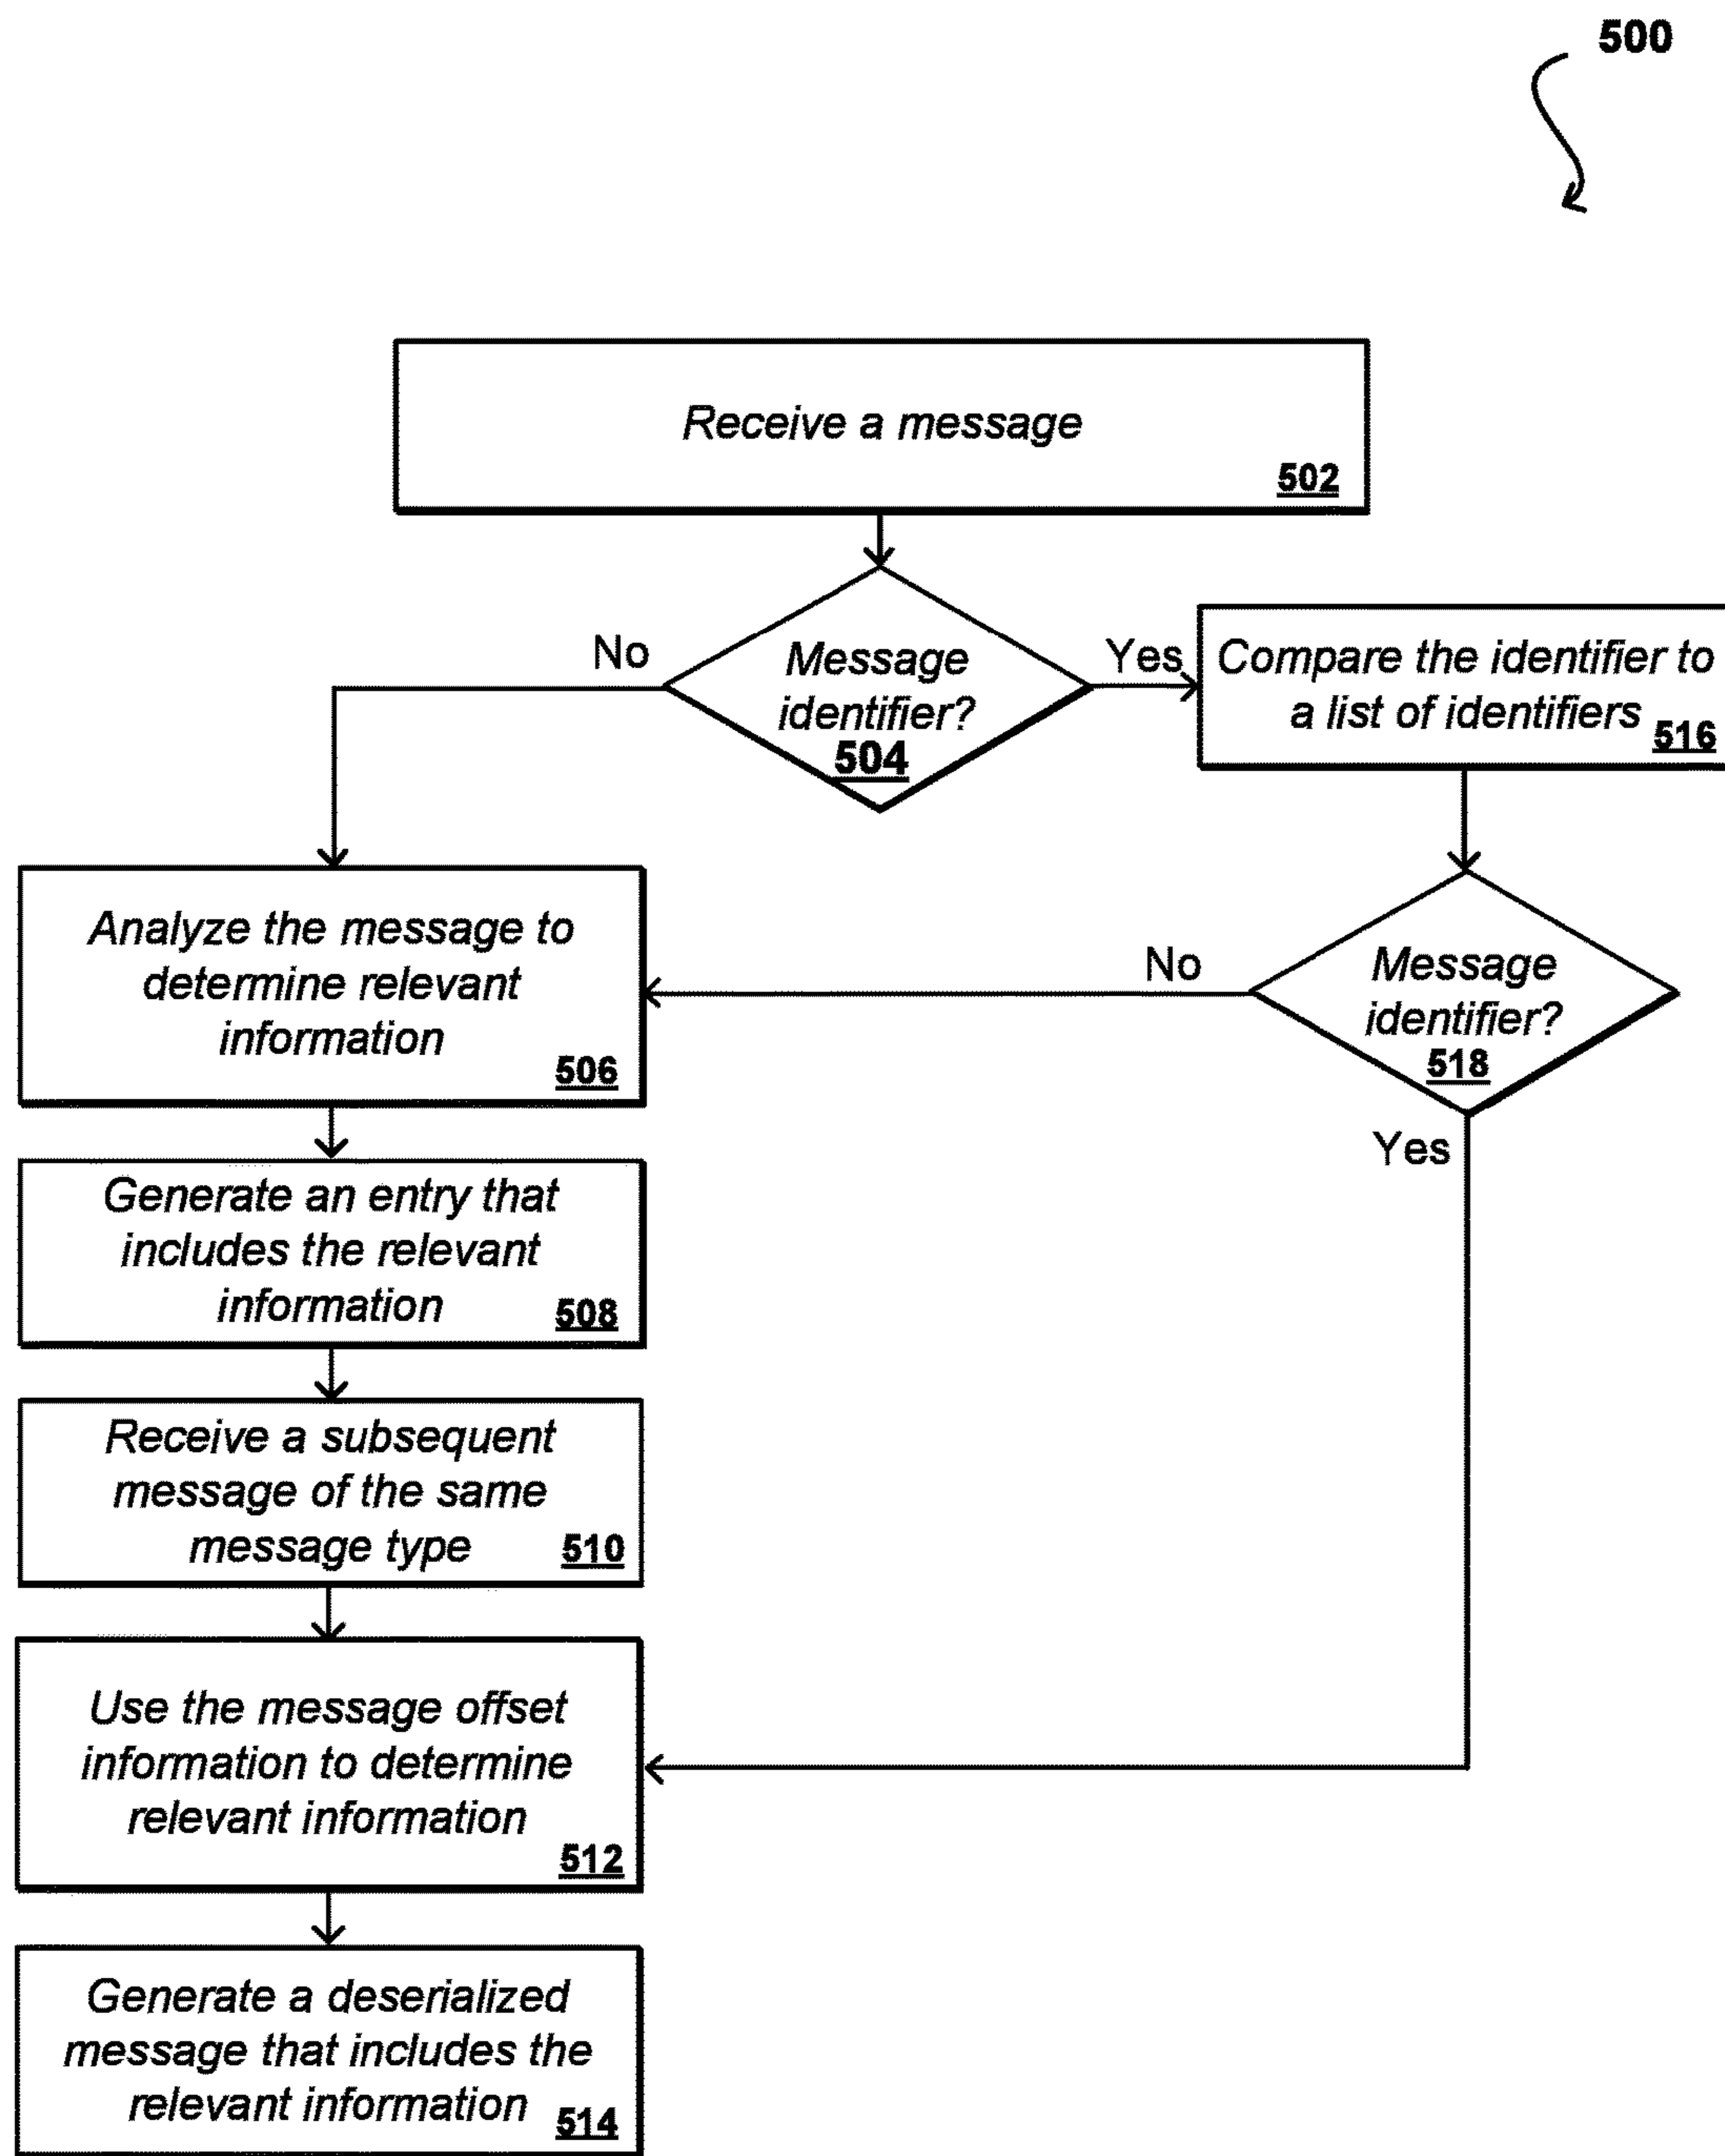 500
Receive a message
502
No
Message
identifier?
504
Yes
Compare the identifier to
a list of identifiers
516
Analyze the message to
determine relevant
information
506
No
Message
identifier?
518
Yes
Generate an entry that
includes the relevant
information
508
Receive a subsequent
message of the same
message type
510
Use the message offset
information to determine
relevant information
512
Generate a deserialized
message that includes the
relevant information
514